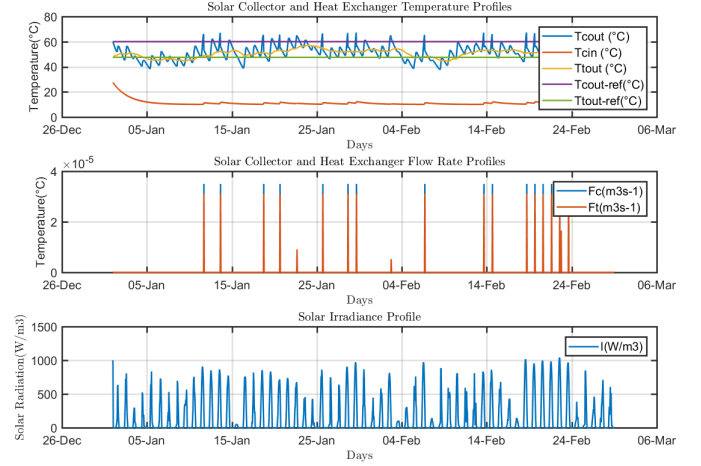 Solar Collector and Heat Exchanger Temperature Profiles
80
60
40
20
0
Temperature(°C)
Tcout (°C)
Tcin (°C)
Ttout (°C)
Tcout-ref(°C)
Ttout-ref(°C)
26-Dec 05-Jan 15-Jan 25-Jan 04-Feb 14-Feb 24-Feb 06-Mar
Days
Solar Collector and Heat Exchanger Flow Rate Profiles
×10-5
4
2
0
Temperature(°C)
Fc(m3s-1)
Ft(m3s-1)
26-Dec 05-Jan 15-Jan 25-Jan 04-Feb 14-Feb 24-Feb 06-Mar
Days
Solar Irradiance Profile
1500
1000
500
0
Solar Radiation(W/m3)
I(W/m3)
26-Dec 05-Jan 15-Jan 25-Jan 04-Feb 14-Feb 24-Feb 06-Mar
Days